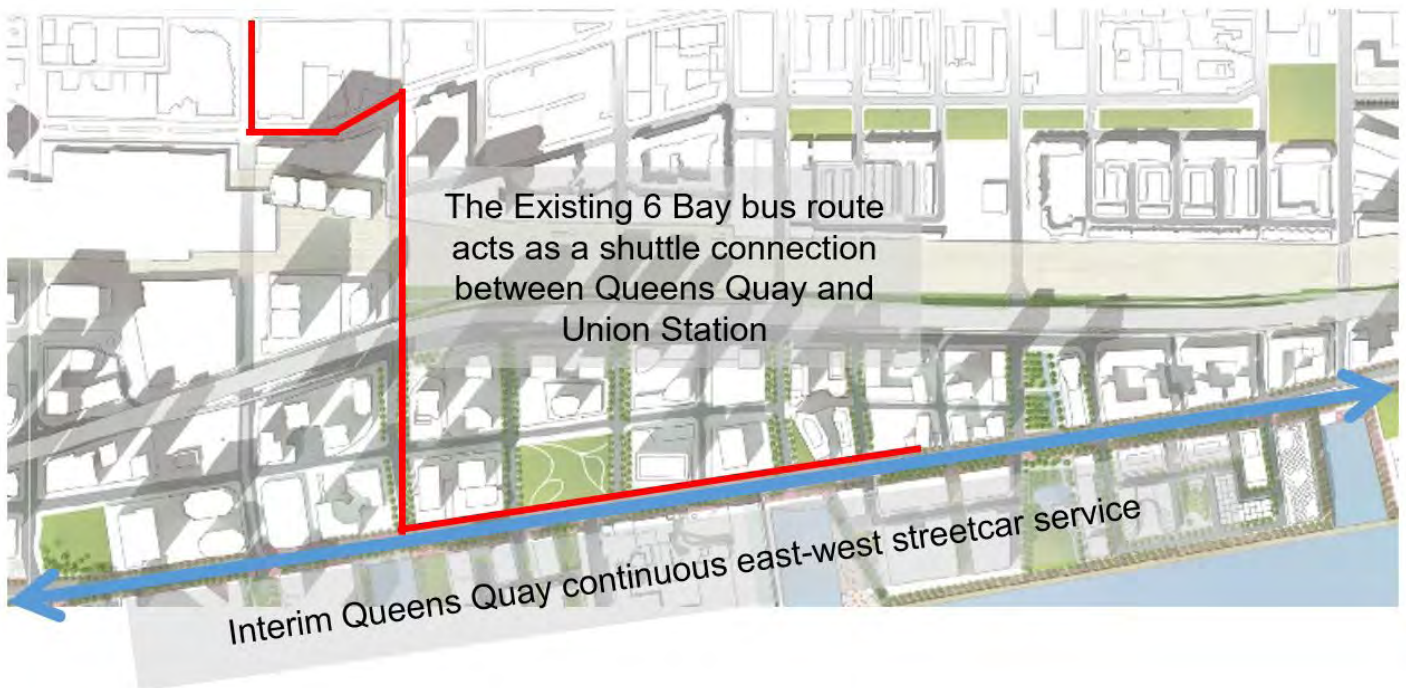 The Existing 6 Bay bus route
acts as a shuttle connection
between Queens Quay and
Union Station
Interim Queens Quay continuous east-west streetcar service